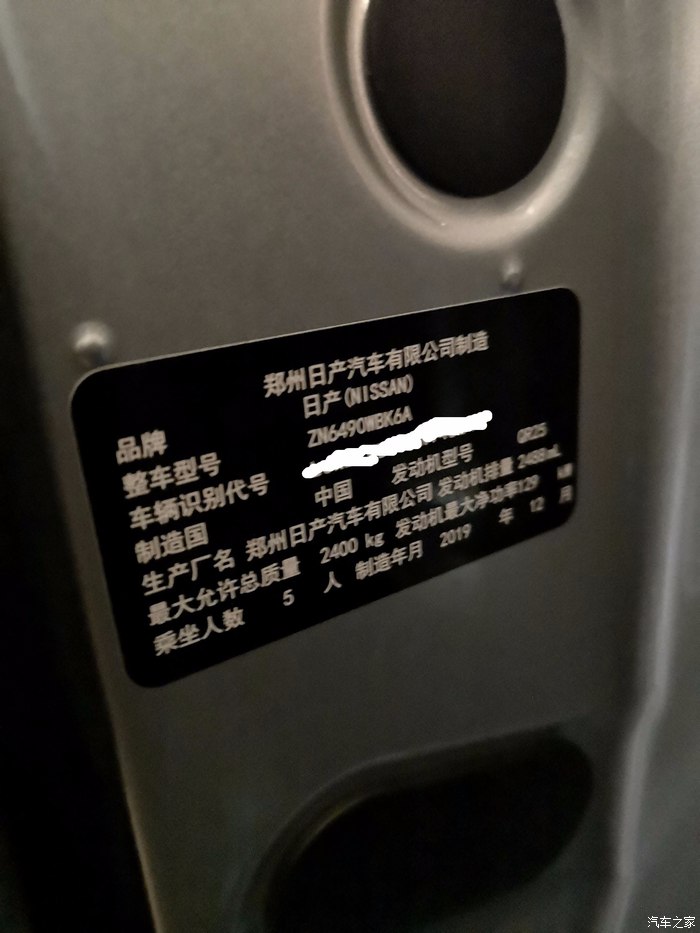 郑州日产汽车有限公司制造
品牌 日产(NISSAN)
整车型号 ZN6490WBK6A
车辆识别代号
制造国 中国 发动机型号 QR25
生产厂名 郑州日产汽车有限公司 发动机排量 2488mL
最大允许总质量 2400 kg 发动机最大净功率129 kW
乘坐人数 5 人 制造年月 2019 年 12 月
汽车之家